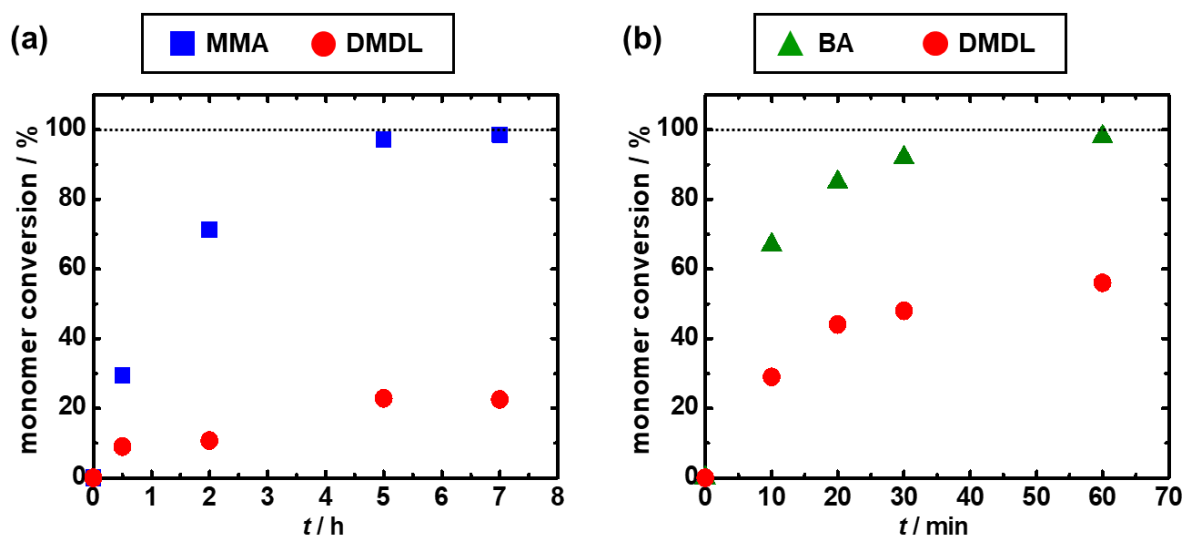 (a) MMA DMDL
monomer conversion / %
100
80
60
40
20
0
0 1 2 3 4 5 6 7 8
t / h
(b) BA DMDL
monomer conversion / %
100
80
60
40
20
0
0 10 20 30 40 50 60 70
t / min